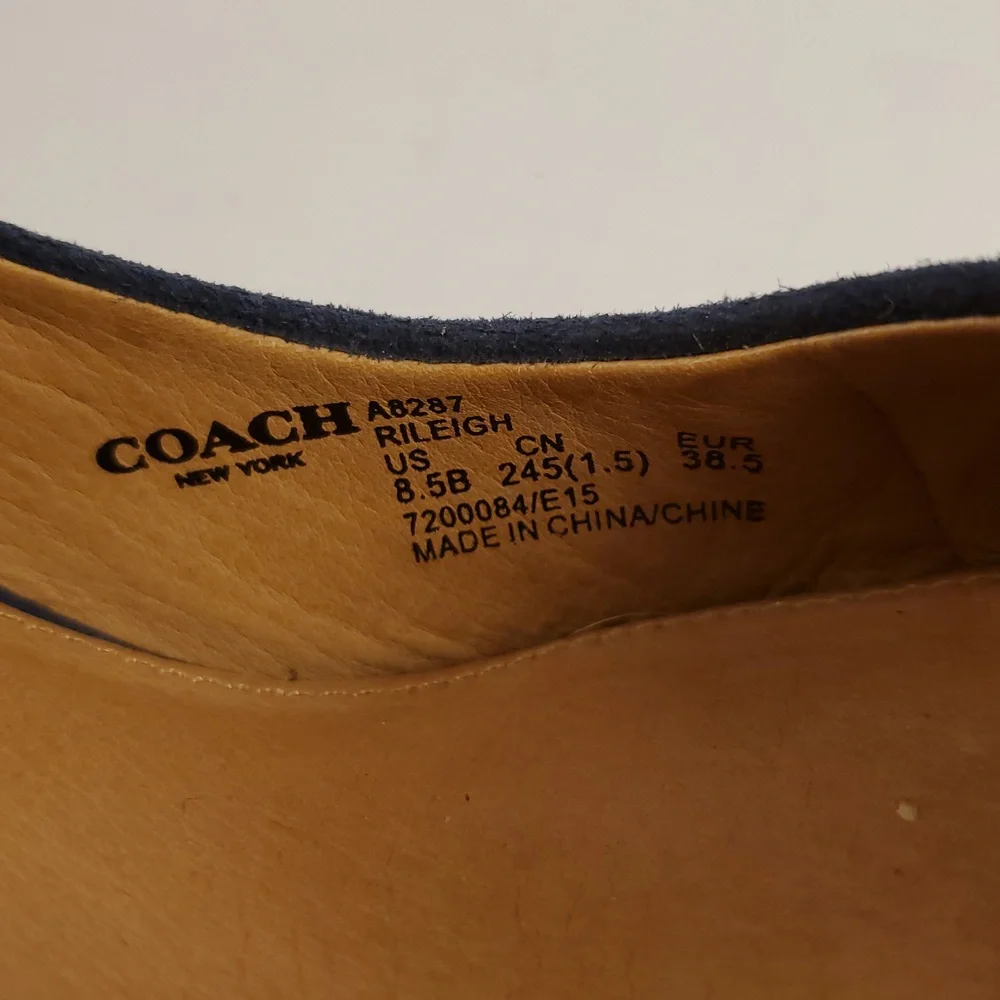 COACH
NEW YORK
A8287
RILEIGH
US CN EUR
8.5B 245(1.5) 38.5
7200084/E15
MADE IN CHINA/CHINE